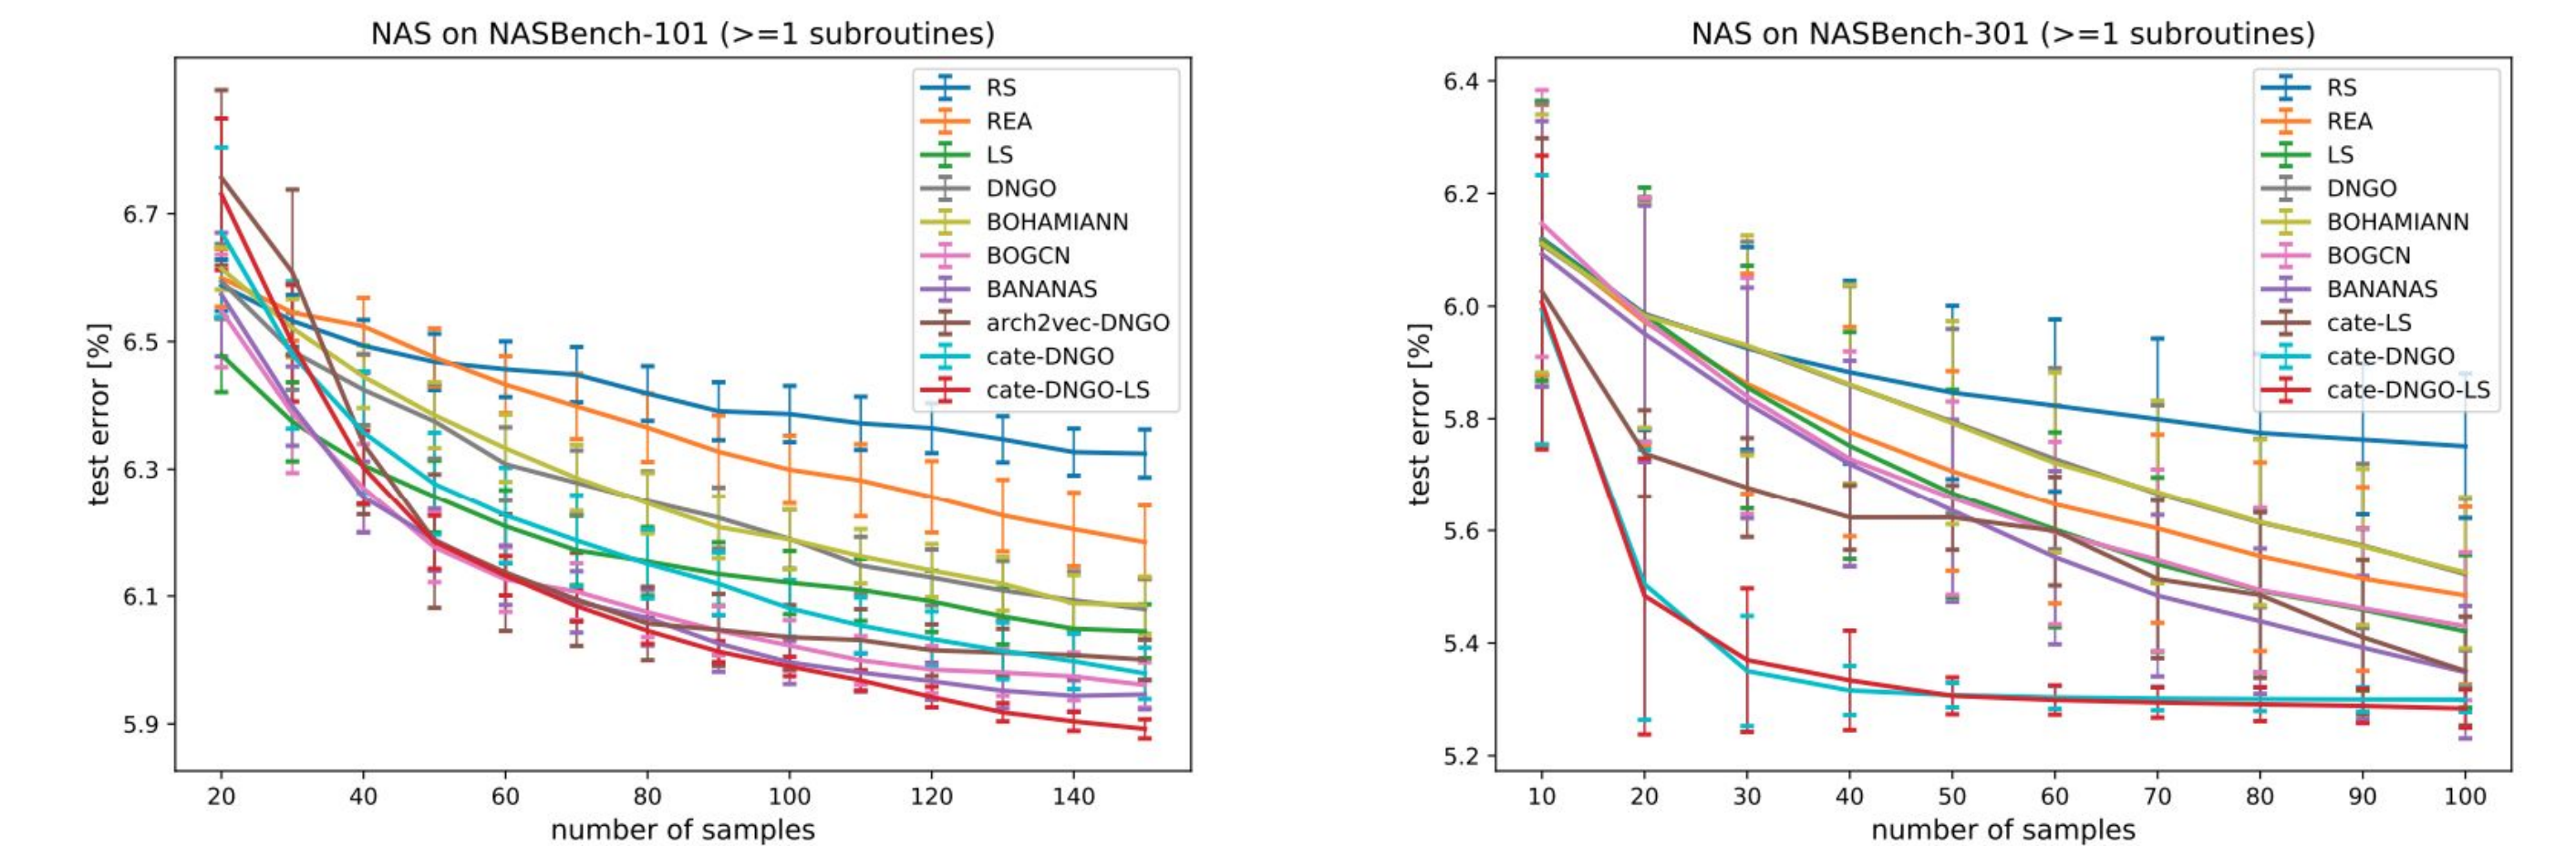 NAS on NASBench-101 (>=1 subroutines)
test error [%]
6.7
6.5
6.3
6.1
5.9
RS
REA
LS
DNGO
BOHAMIANN
BOGCN
BANANAS
arch2vec-DNGO
cate-DNGO
cate-DNGO-LS
20 40 60 80 100 120 140
number of samples
NAS on NASBench-301 (>=1 subroutines)
test error [%]
6.4
6.2
6.0
5.8
5.6
5.4
5.2
RS
REA
LS
DNGO
BOHAMIANN
BOGCN
BANANAS
cate-LS
cate-DNGO
cate-DNGO-LS
10 20 30 40 50 60 70 80 90 100
number of samples